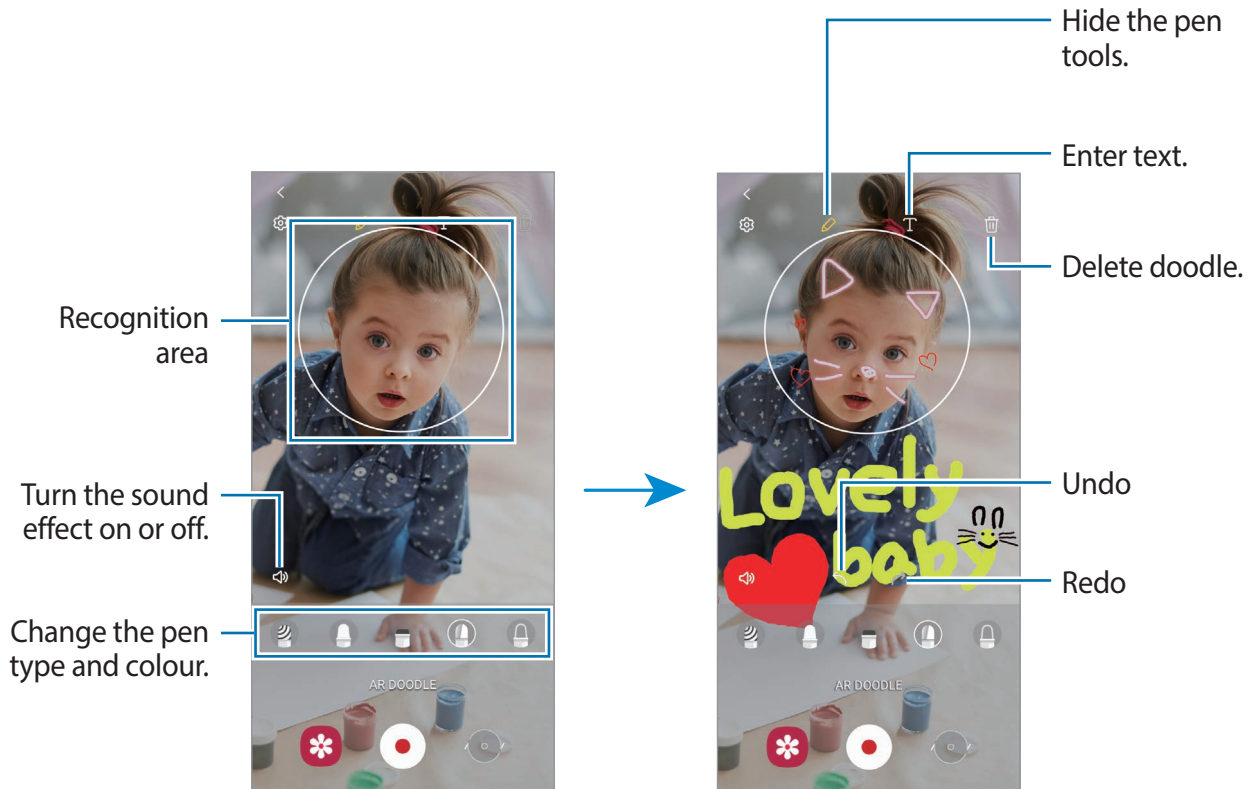 Hide the pen
tools.
Enter text.
Delete doodle.
Recognition
area
Turn the sound
effect on or off.
Change the pen
type and colour.
AR DOODLE
T
Lovely
baby
Undo
Redo
AR DOODLE